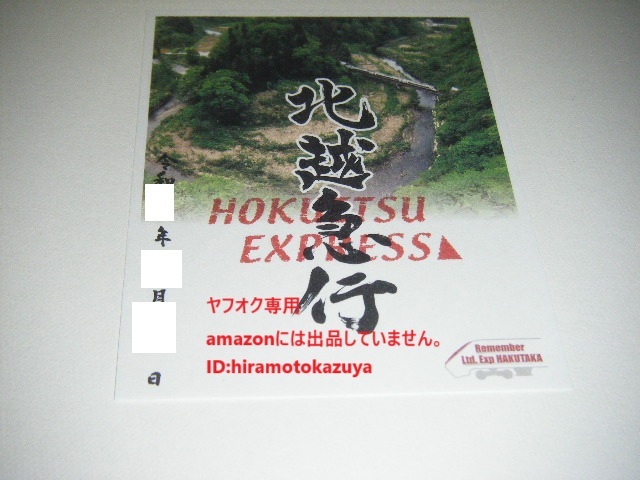 北越急行
HOKUETSU
EXPRESS
令和
年
月
日
ヤフオク専用
amazonには出品していません。
ID:hiramotokazuya
Remember
Ltd. Exp HAKUTAKA